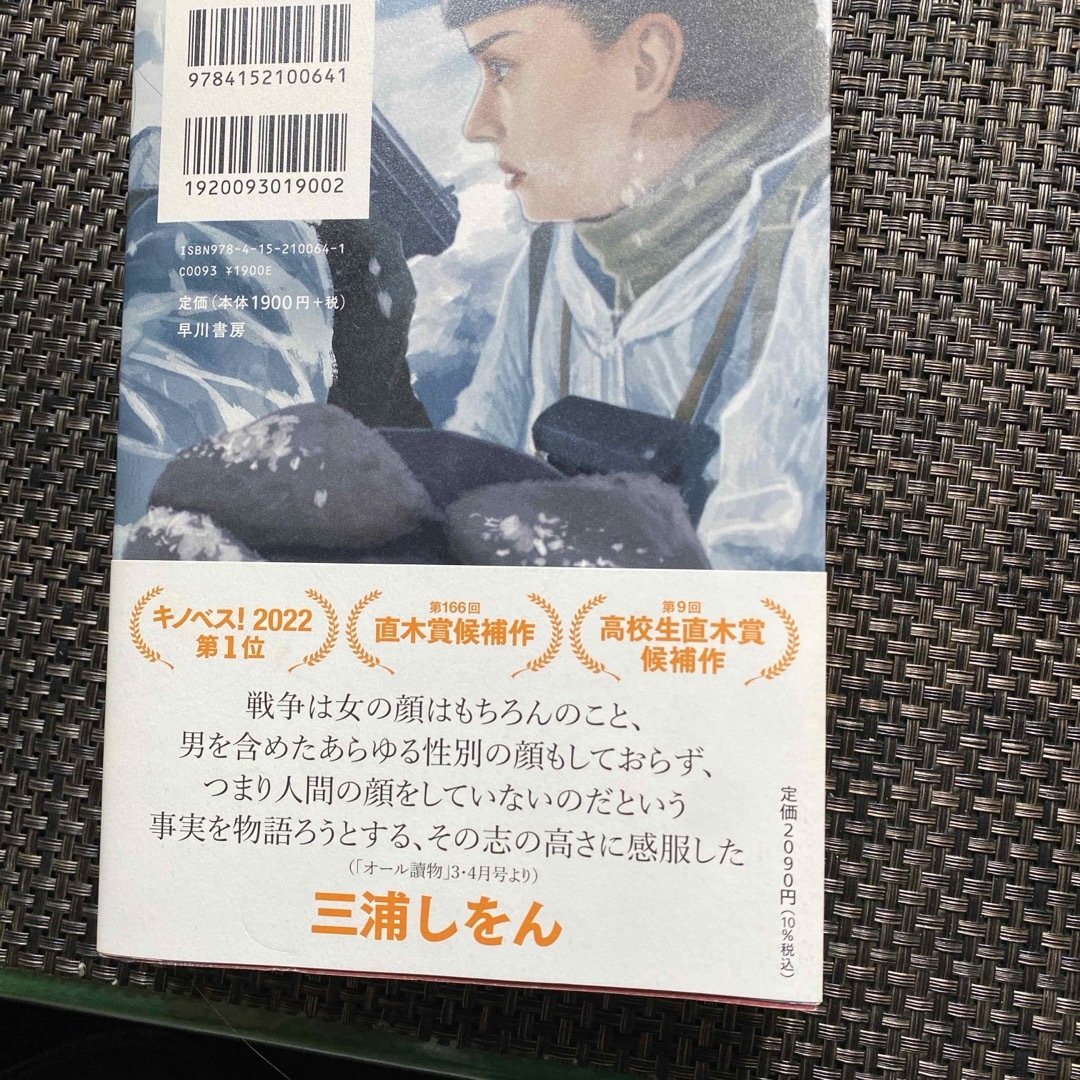 9784152100641
1920093019002
ISBN978-4-15-210064-1
C0093 ¥1900E
定価(本体1900円+税)
早川書房
キノベス! 2022
第1位
第166回
直木賞候補作
第9回
高校生直木賞
候補作
戦争は女の顔はもちろんのこと、
男を含めたあらゆる性別の顔もしておらず、
つまり人間の顔をしていないのだという
事実を物語ろうとする、その志の高さに感服した
(「オール讀物」3・4月号より)
三浦しをん
定価2090円(10%税込)